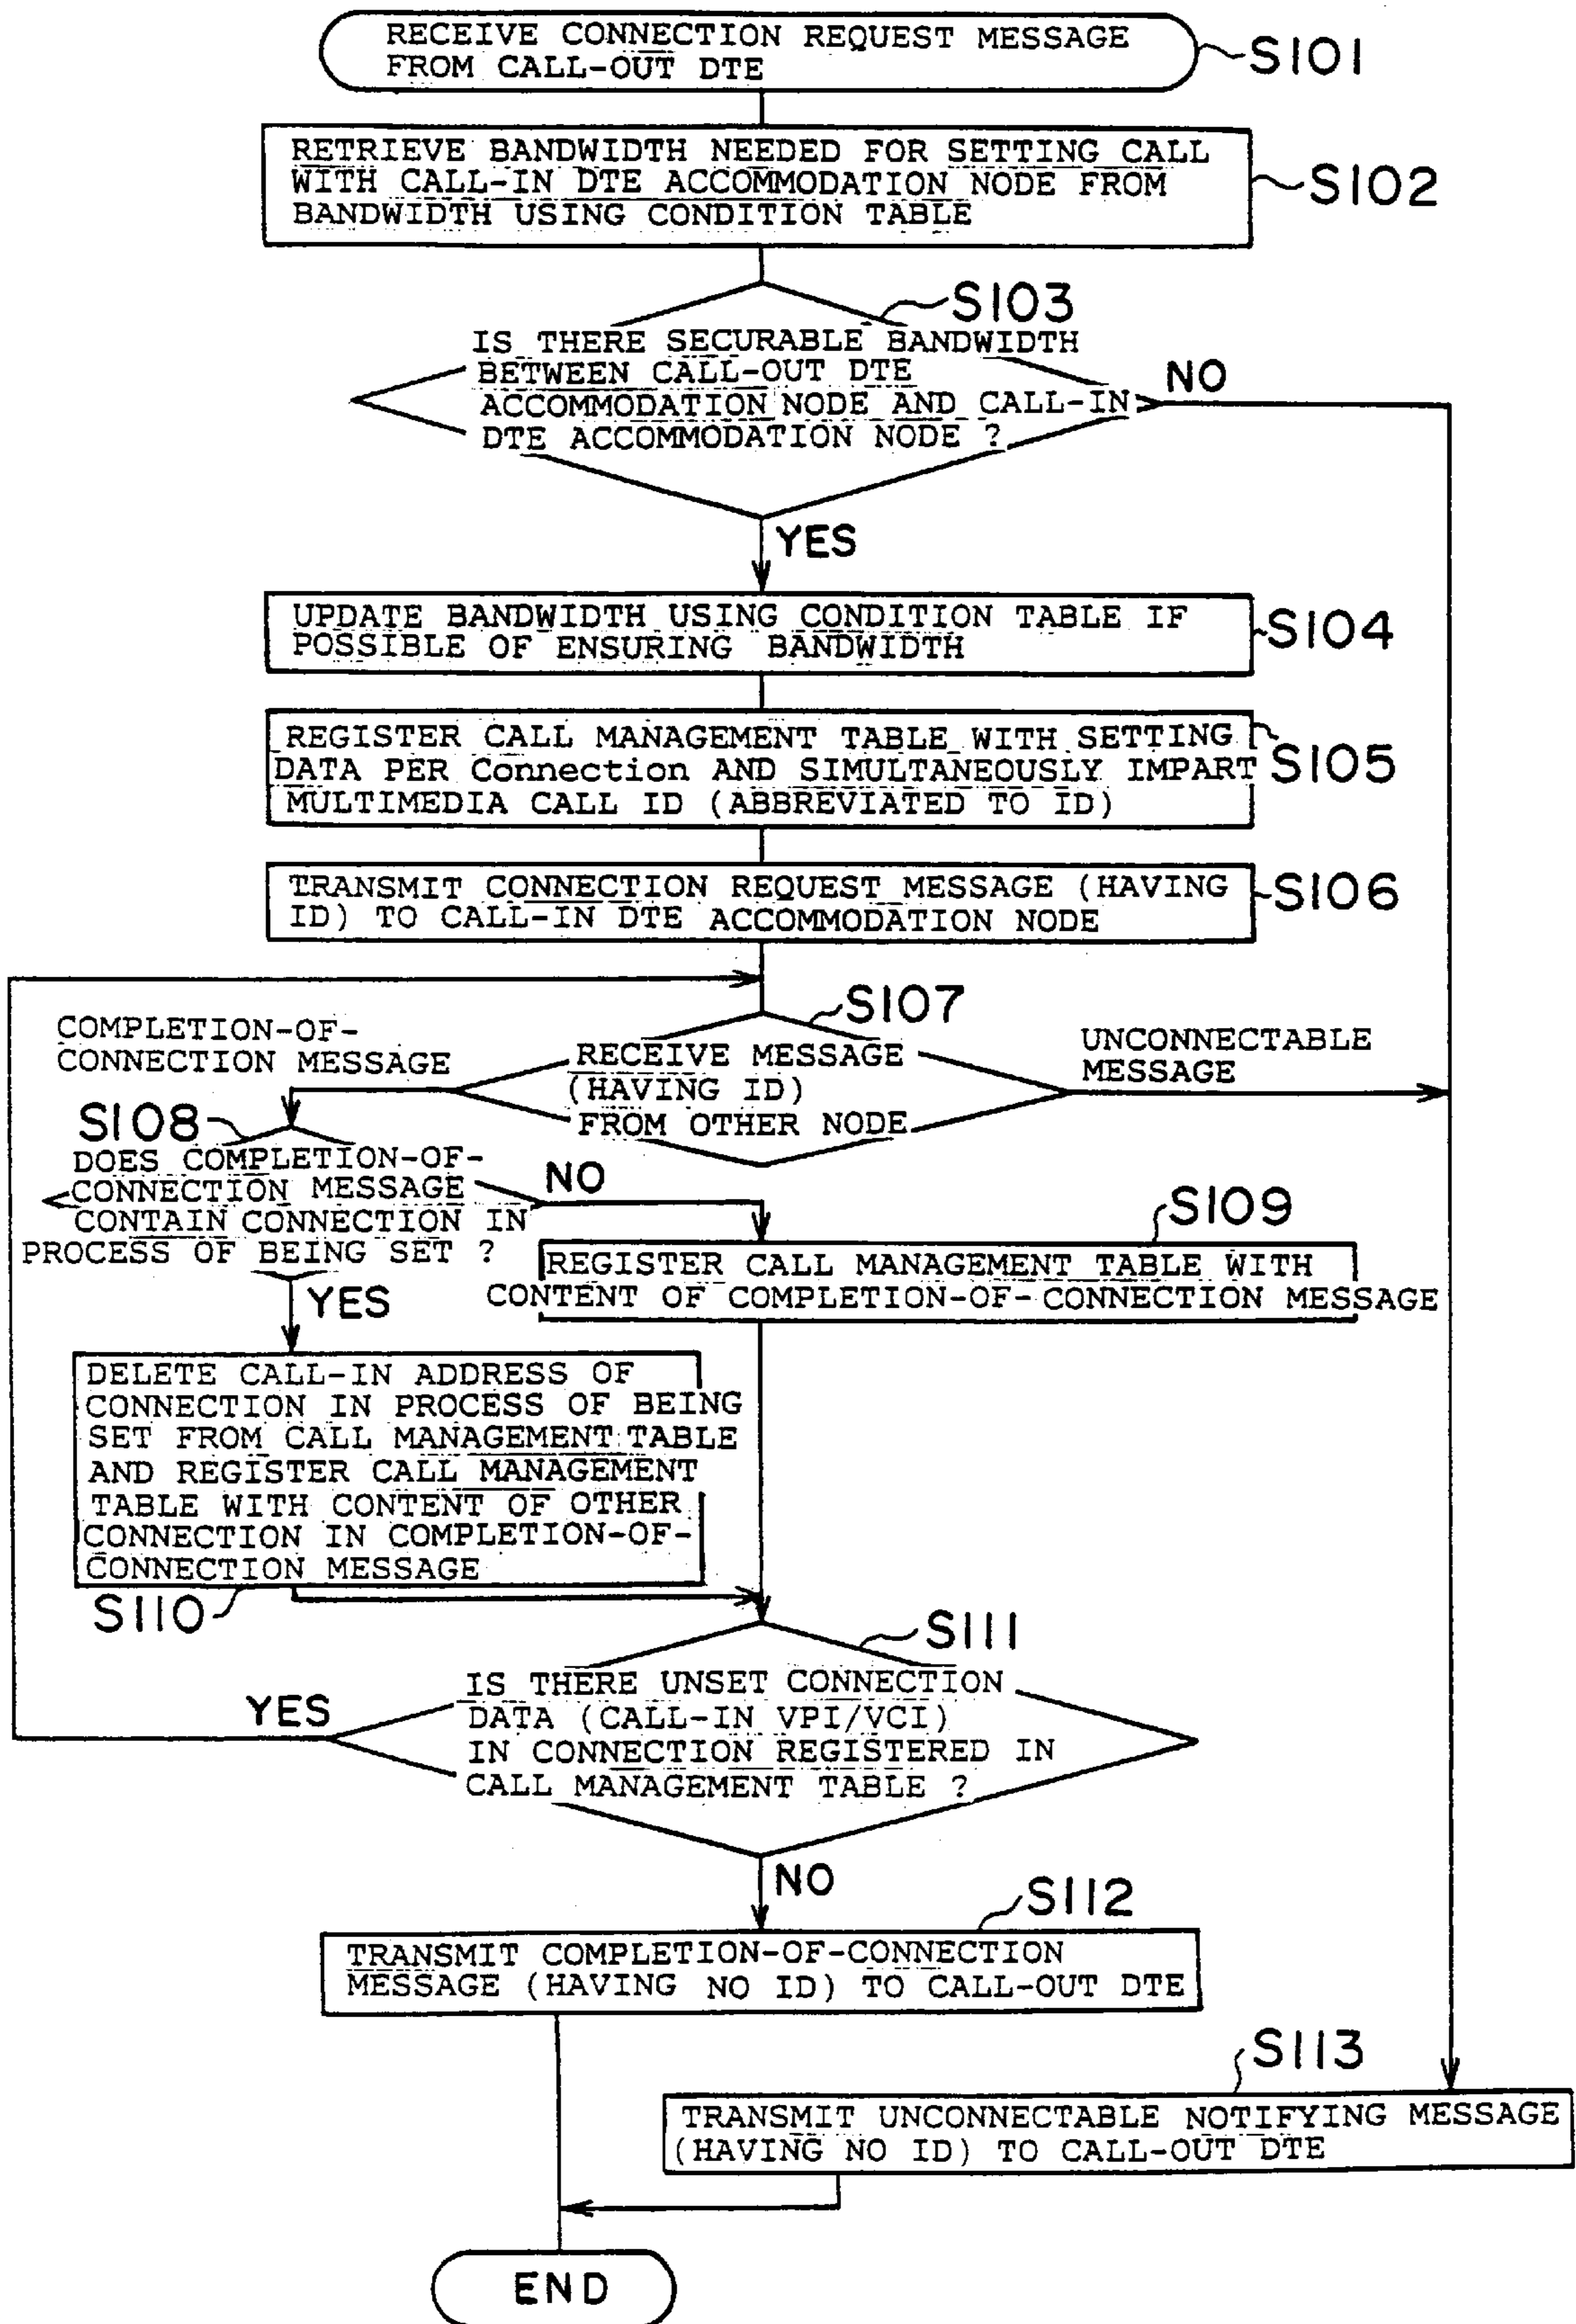 RECEIVE CONNECTION REQUEST MESSAGE
FROM CALL-OUT DTE
S101
RETRIEVE BANDWIDTH NEEDED FOR SETTING CALL
WITH CALL-IN DTE ACCOMMODATION NODE FROM
BANDWIDTH USING CONDITION TABLE
S102
S103
IS THERE SECURABLE BANDWIDTH
BETWEEN CALL-OUT DTE
ACCOMMODATION NODE AND CALL-IN
DTE ACCOMMODATION NODE ?
NO
YES
UPDATE BANDWIDTH USING CONDITION TABLE IF
POSSIBLE OF ENSURING BANDWIDTH
S104
REGISTER CALL MANAGEMENT TABLE WITH SETTING
DATA PER Connection AND SIMULTANEOUSLY IMPART
MULTIMEDIA CALL ID (ABBREVIATED TO ID)
S105
TRANSMIT CONNECTION REQUEST MESSAGE (HAVING
ID) TO CALL-IN DTE ACCOMMODATION NODE
S106
S107
COMPLETION-OF-
CONNECTION MESSAGE
RECEIVE MESSAGE
(HAVING ID)
FROM OTHER NODE
UNCONNECTABLE
MESSAGE
S108
DOES COMPLETION-OF-
CONNECTION MESSAGE
CONTAIN CONNECTION IN
PROCESS OF BEING SET ?
NO
YES
S109
REGISTER CALL MANAGEMENT TABLE WITH
CONTENT OF COMPLETION-OF-CONNECTION MESSAGE
DELETE CALL-IN ADDRESS OF
CONNECTION IN PROCESS OF BEING
SET FROM CALL MANAGEMENT TABLE
AND REGISTER CALL MANAGEMENT
TABLE WITH CONTENT OF OTHER
CONNECTION IN COMPLETION-OF-
CONNECTION MESSAGE
S110
S111
IS THERE UNSET CONNECTION
DATA (CALL-IN VPI/VCI)
IN CONNECTION REGISTERED IN
CALL MANAGEMENT TABLE ?
YES
NO
S112
TRANSMIT COMPLETION-OF-CONNECTION
MESSAGE (HAVING NO ID) TO CALL-OUT DTE
S113
TRANSMIT UNCONNECTABLE NOTIFYING MESSAGE
(HAVING NO ID) TO CALL-OUT DTE
END